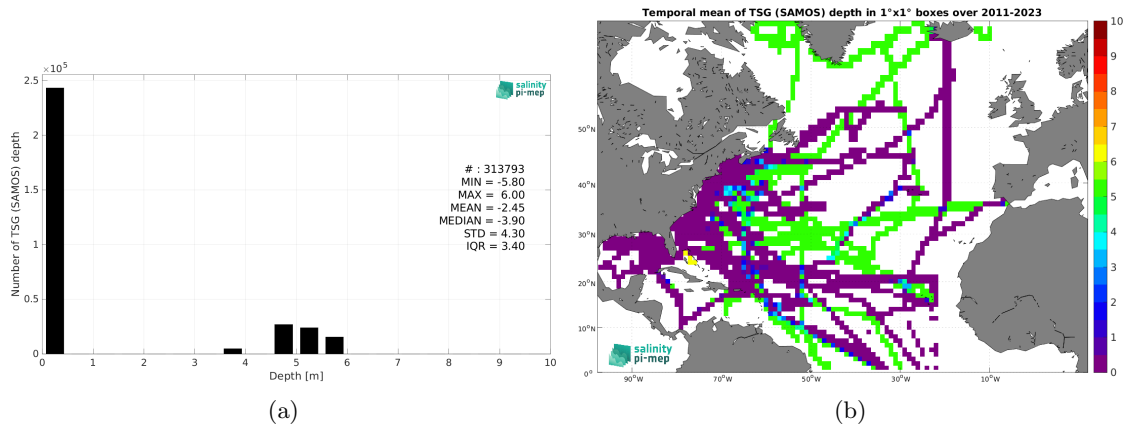 ×10⁵
2.5
2
1.5
1
0.5
0
Number of TSG (SAMOS) depth
salinity
pi-mep
# : 313793
MIN = -5.80
MAX = 6.00
MEAN = -2.45
MEDIAN = -3.90
STD = 4.30
IQR = 3.40
0 1 2 3 4 5 6 7 8 9 10
Depth [m]
(a)
Temporal mean of TSG (SAMOS) depth in 1°x1° boxes over 2011-2023
50°N
40°N
30°N
20°N
10°N
0°
90°W 70°W 50°W 30°W 10°W
salinity
pi-mep
10
9
8
7
6
5
4
3
2
1
0
(b)